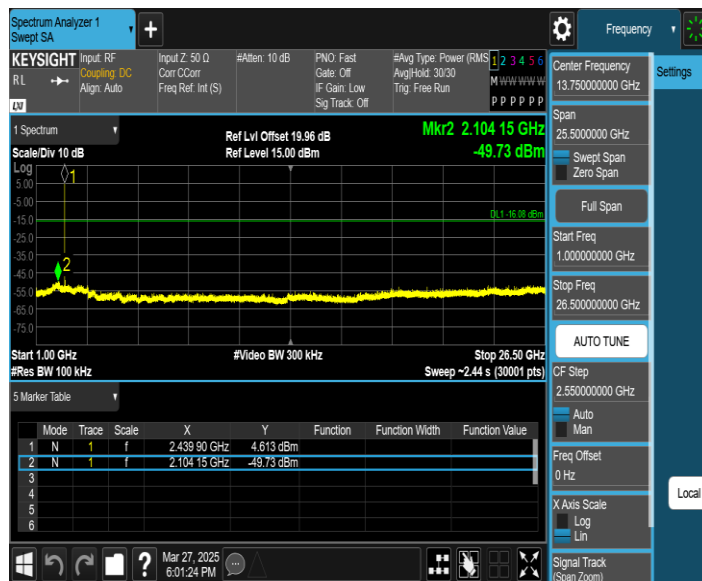 Spectrum Analyzer 1
Swept SA
Frequency
KEYSIGHT
RL
LXI
Input: RF
Coupling: DC
Align: Auto
Input Z: 50 Ω
Corr CCorr
Freq Ref: Int (S)
#Atten: 10 dB
PNO: Fast
Gate: Off
IF Gain: Low
Sig Track: Off
#Avg Type: Power (RMS
Avg|Hold: 30/30
Trig: Free Run
1 2 3 4 5 6
M W W W W W
P P P P P P
1 Spectrum
Scale/Div 10 dB
Ref Lvl Offset 19.96 dB
Ref Level 15.00 dBm
Mkr2 2.104 15 GHz
-49.73 dBm
Log
5.00
-5.00
-15.0
-25.0
-35.0
-45.0
-55.0
-65.0
-75.0
1
2
DL1 -16.08 dBm
Start 1.00 GHz
#Video BW 300 kHz
Stop 26.50 GHz
#Res BW 100 kHz
Sweep ~2.44 s (30001 pts)
5 Marker Table
Mode Trace Scale X Y Function Function Width Function Value
1 N 1 f 2.439 90 GHz 4.613 dBm
2 N 1 f 2.104 15 GHz -49.73 dBm
3
4
5
6
?
Mar 27, 2025
6:01:24 PM
Center Frequency
13.750000000 GHz
Span
25.5000000 GHz
Swept Span
Zero Span
Full Span
Start Freq
1.000000000 GHz
Stop Freq
26.500000000 GHz
AUTO TUNE
CF Step
2.550000000 GHz
Auto
Man
Freq Offset
0 Hz
X Axis Scale
Log
Lin
Signal Track
(Span Zoom)
Settings
Local